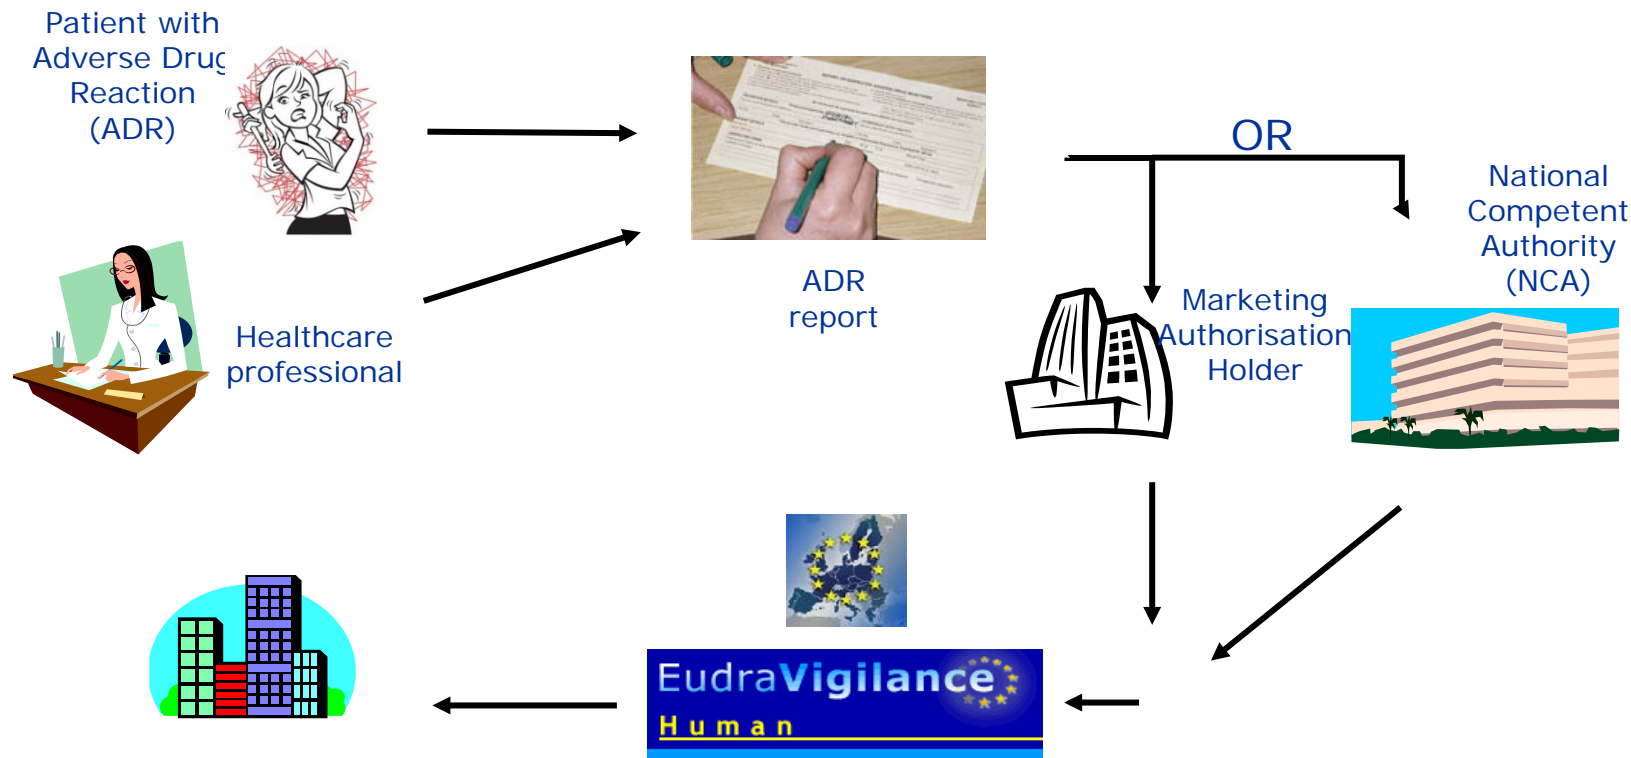 Patient with
Adverse Drug
Reaction
(ADR)
Healthcare
professional
ADR
report
OR
Marketing
Authorisation
Holder
National
Competent
Authority
(NCA)
EudraVigilance
Human